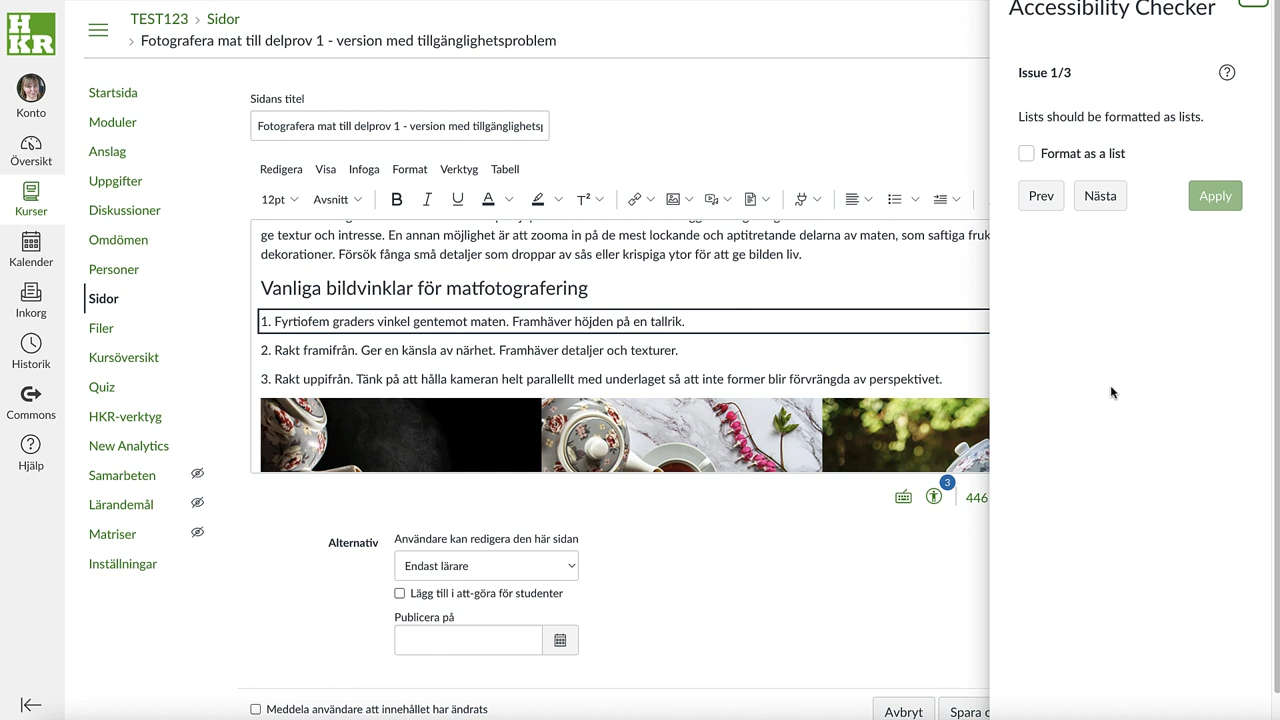 HKR
Konto
Översikt
Kurser
Kalender
Inkorg
Historik
Commons
Hjälp
TEST123 › Sidor
› Fotografera mat till delprov 1 - version med tillgänglighetsproblem
Startsida
Moduler
Anslag
Uppgifter
Diskussioner
Omdömen
Personer
Sidor
Filer
Kursöversikt
Quiz
HKR-verktyg
New Analytics
Samarbeten
Lärandemål
Matriser
Inställningar
Sidans titel
Fotografera mat till delprov 1 - version med tillgänglighetsp
Redigera Visa Infoga Format Verktyg Tabell
12pt Avsnitt B I U A T²
ge textur och intresse. En annan möjlighet är att zooma in på de mest lockande och aptitretande delarna av maten, som saftiga fruk
dekorationer. Försök fånga små detaljer som droppar av sås eller krispiga ytor för att ge bilden liv.
Vanliga bildvinklar för matfotografering
1. Fyrtiofem graders vinkel gentemot maten. Framhäver höjden på en tallrik.
2. Rakt framifrån. Ger en känsla av närhet. Framhäver detaljer och texturer.
3. Rakt uppifrån. Tänk på att hålla kameran helt parallellt med underlaget så att inte former blir förvrängda av perspektivet.
3
446
Alternativ
Användare kan redigera den här sidan
Endast lärare
Lägg till i att-göra för studenter
Publicera på
Meddela användare att innehållet har ändrats
Avbryt
Spara o
Accessibility Checker
Issue 1/3
Lists should be formatted as lists.
Format as a list
Prev Nästa Apply